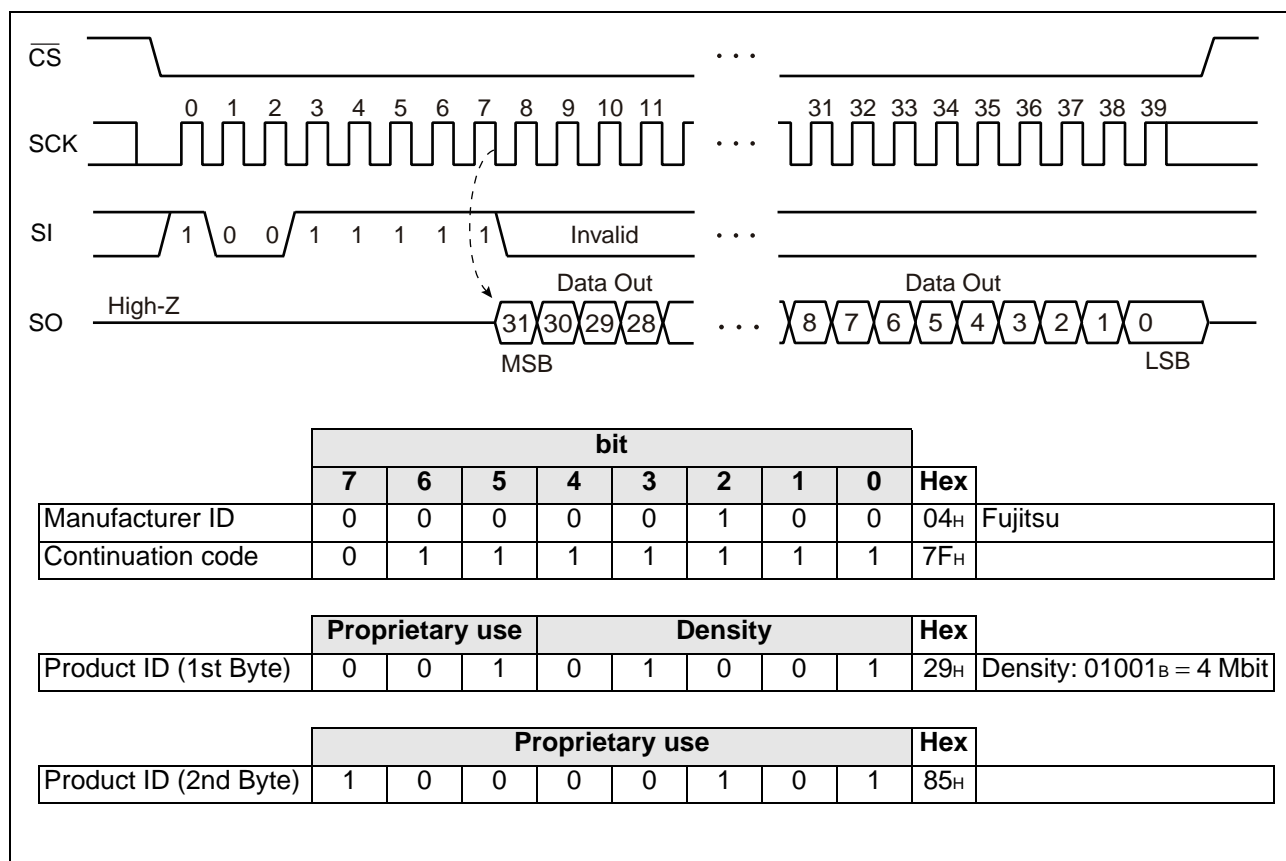 CS
· · ·
0 1 2 3 4 5 6 7 8 9 10 11 31 32 33 34 35 36 37 38 39
SCK
· · ·
SI
1 0 0 1 1 1 1 1 Invalid · · ·
High-Z Data Out Data Out
SO
31 30 29 28 · · · 8 7 6 5 4 3 2 1 0
MSB LSB
bit
7 6 5 4 3 2 1 0 Hex
Manufacturer ID 0 0 0 0 0 1 0 0 04H Fujitsu
Continuation code 0 1 1 1 1 1 1 1 7FH
Proprietary use Density Hex
Product ID (1st Byte) 0 0 1 0 1 0 0 1 29H Density: 01001B = 4 Mbit
Proprietary use Hex
Product ID (2nd Byte) 1 0 0 0 0 1 0 1 85H